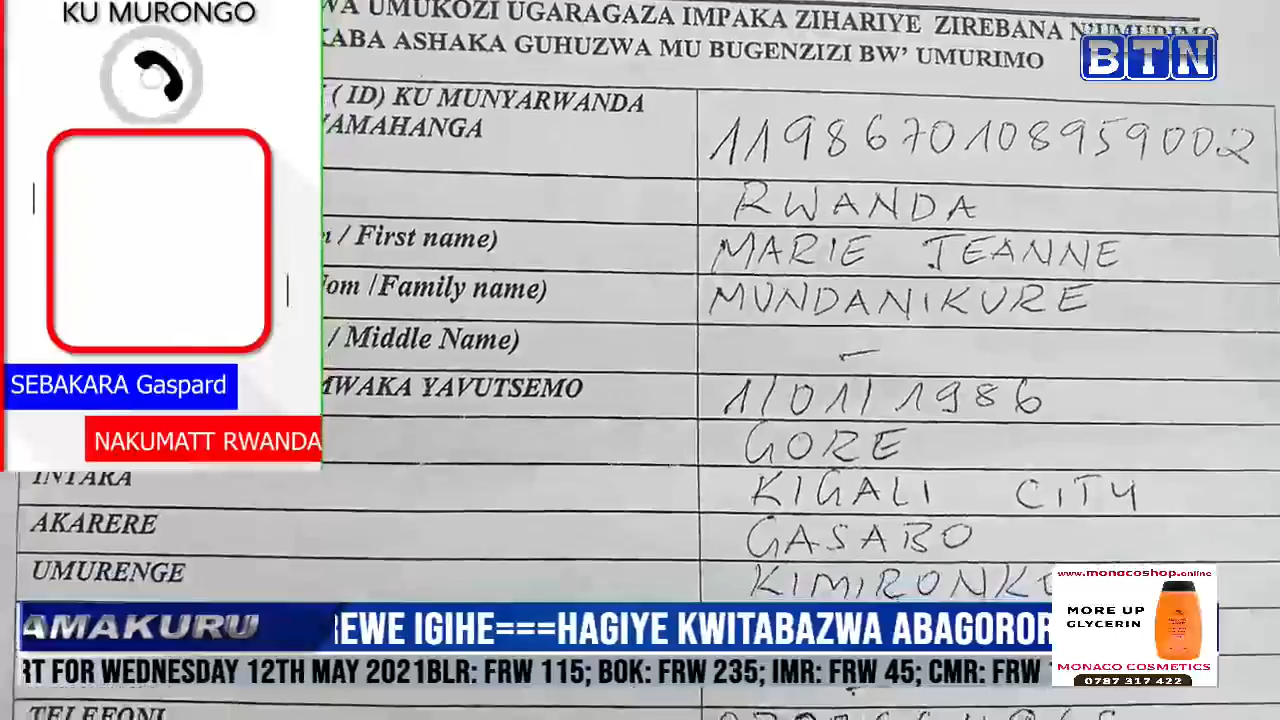 KU MURONGO
WA UMUKOZI UGARAGAZA IMPAKA ZIHARIYE ZIREBANA N'UMURIMO
KABA ASHAKA GUHUZWA MU BUGENZIZI BW' UMURIMO
BTN
( ID) KU MUNYARWANDA
YAMAHANGA
1198670108959002
RWANDA
/ First name)
MARIE JEANNE
/Family name)
MUNDANIKURE
/ Middle Name)
SEBAKARA Gaspard
MWAKA YAVUTSEMO
1/01/1986
NAKUMATT RWANDA
GORE
INTARA
KIGALI CITY
AKARERE
GASABO
UMURENGE
KIMIRONKO
www.monacoshop.online
MORE UP
GLYCERIN
MONACO COSMETICS
0787 317 422
AMAKURU
REWE IGIHE===HAGIYE KWITABAZWA ABAGOROR
RT FOR WEDNESDAY 12TH MAY 2021BLR: FRW 115; BOK: FRW 235; IMR: FRW 45; CMR: FRW
TELEFONI